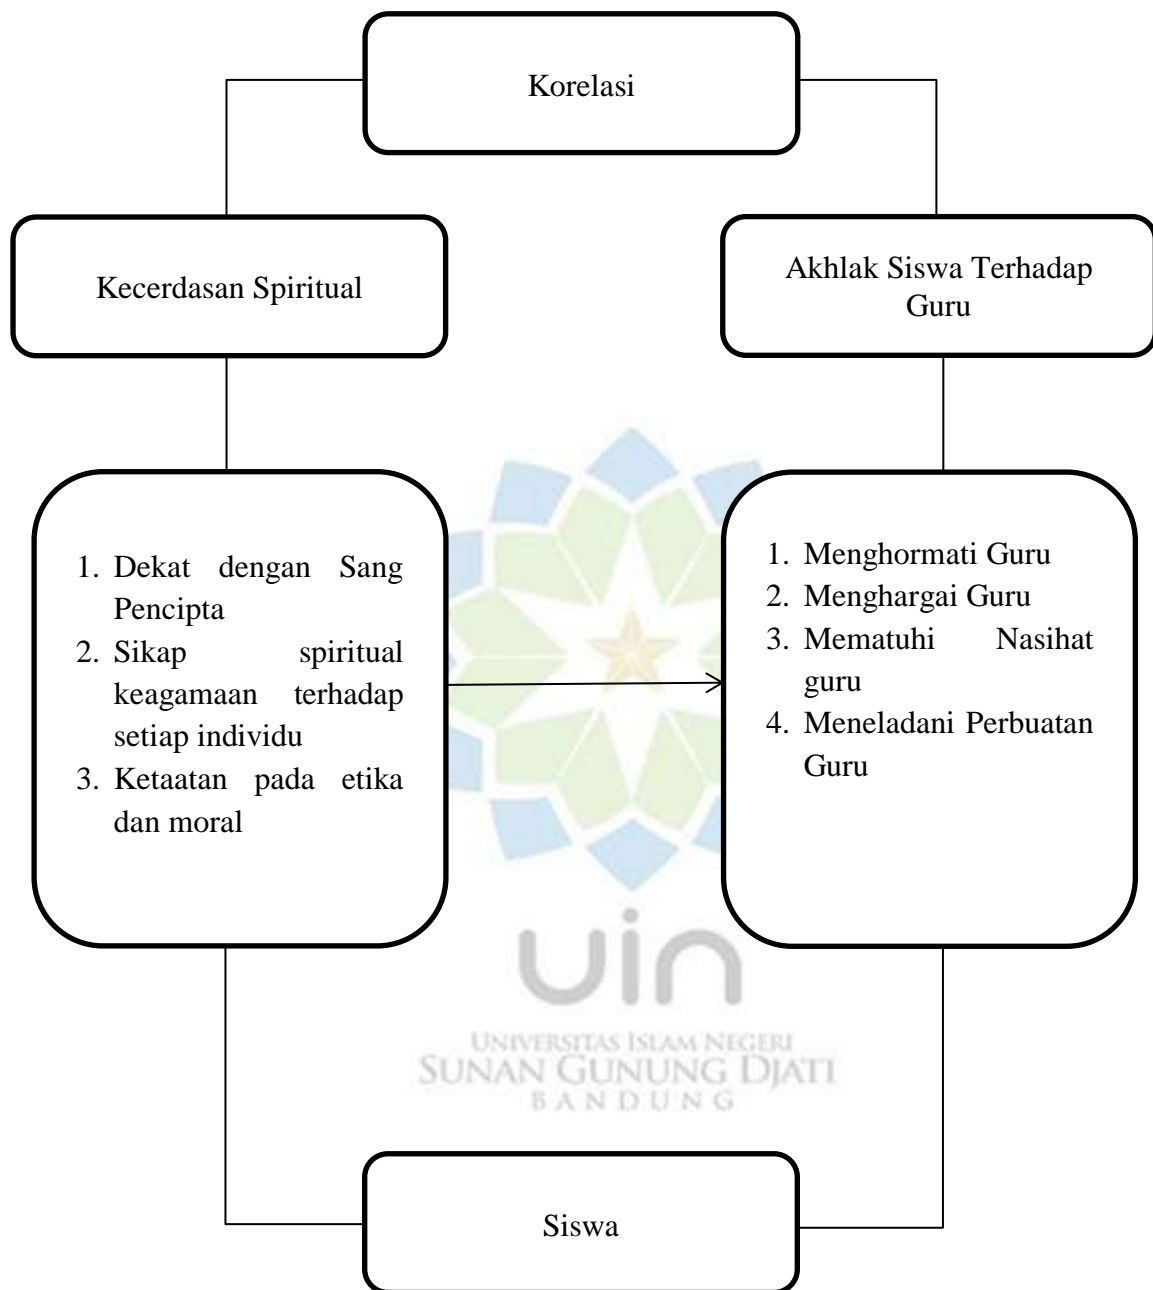 Korelasi
Kecerdasan Spiritual
Akhlak Siswa Terhadap
Guru
1. Dekat dengan Sang
Pencipta
2. Sikap spiritual
keagamaan terhadap
setiap individu
3. Ketaatan pada etika
dan moral
1. Menghormati Guru
2. Menghargai Guru
3. Mematuhi Nasihat
guru
4. Meneladani Perbuatan
Guru
uin
UNIVERSITAS ISLAM NEGERI
SUNAN GUNUNG DJATI
BANDUNG
Siswa